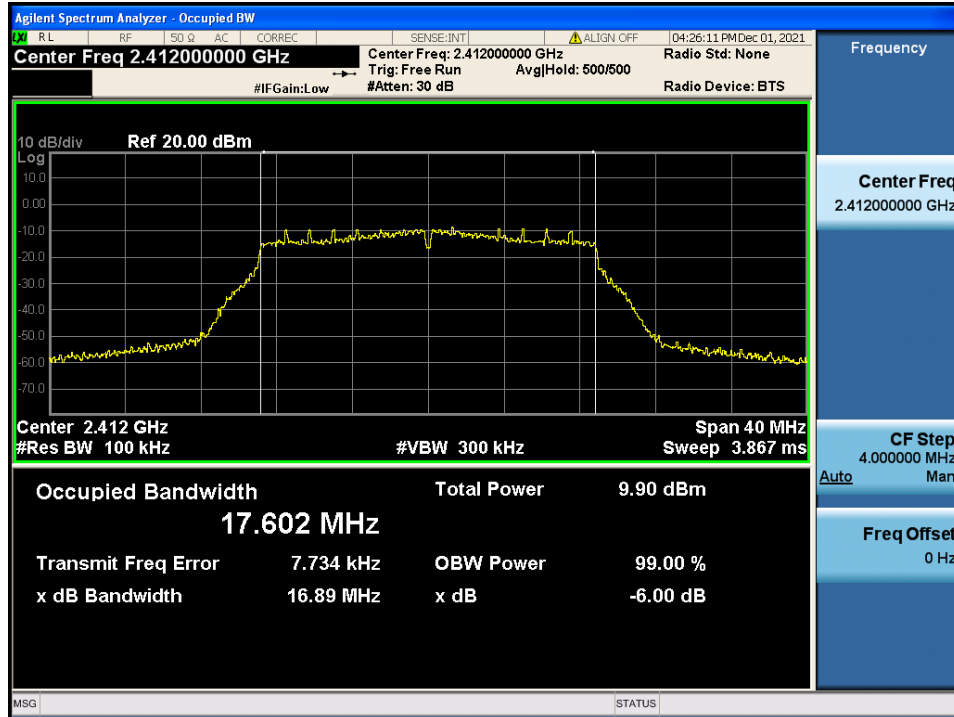 Agilent Spectrum Analyzer - Occupied BW
LXI RL RF 50 Ω AC CORREC SENSE:INT ALIGN OFF 04:26:11 PM Dec 01, 2021
Center Freq 2.412000000 GHz
Center Freq: 2.412000000 GHz
Radio Std: None
Trig: Free Run Avg|Hold: 500/500
#IFGain:Low
#Atten: 30 dB
Radio Device: BTS
10 dB/div Ref 20.00 dBm
Log
10.0
0.00
-10.0
-20.0
-30.0
-40.0
-50.0
-60.0
-70.0
Center 2.412 GHz
Span 40 MHz
#Res BW 100 kHz
#VBW 300 kHz
Sweep 3.867 ms
Occupied Bandwidth
Total Power 9.90 dBm
17.602 MHz
Transmit Freq Error 7.734 kHz
OBW Power 99.00 %
x dB Bandwidth 16.89 MHz
x dB -6.00 dB
Frequency
Center Freq
2.412000000 GHz
CF Step
4.000000 MHz
Auto Man
Freq Offset
0 Hz
MSG
STATUS